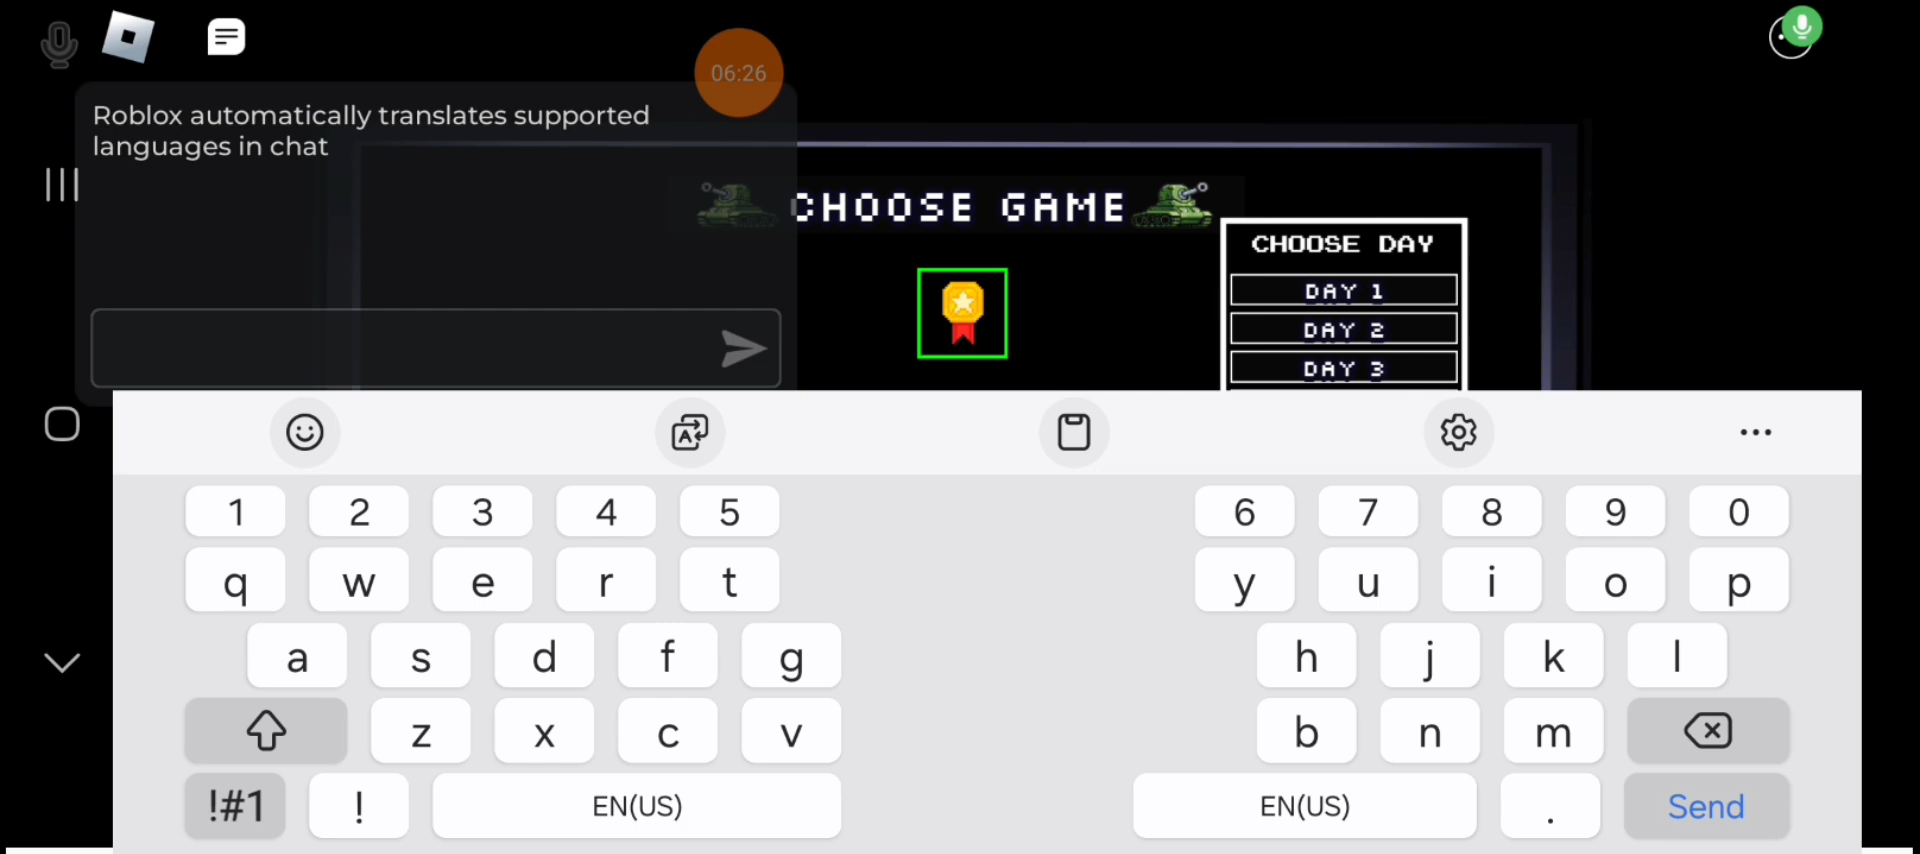 06:26
Roblox automatically translates supported
languages in chat
CHOOSE GAME
CHOOSE DAY
DAY 1
DAY 2
DAY 3
1 2 3 4 5 6 7 8 9 0
q w e r t y u i o p
a s d f g h j k l
z x c v b n m
!#1 ! EN(US) EN(US) . Send